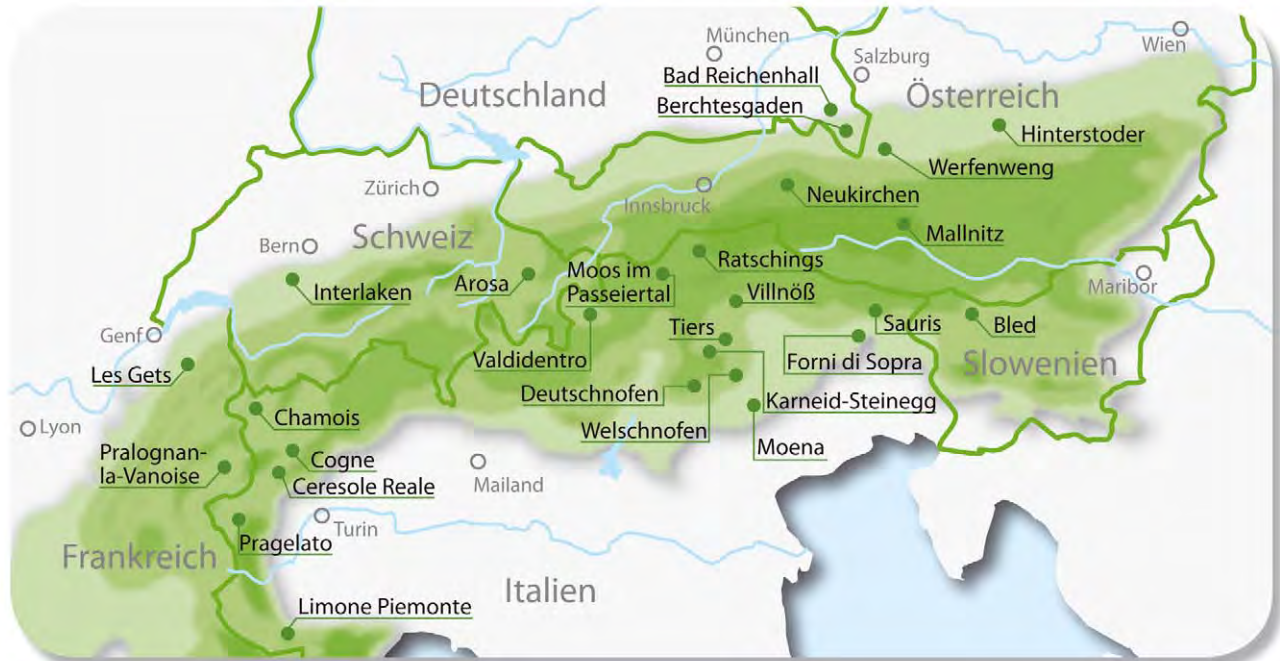 München
Wien
Salzburg
Bad Reichenhall
Deutschland
Österreich
Berchtesgaden
Hinterstoder
Werfenweng
Zürich
Neukirchen
Innsbruck
Mallnitz
Schweiz
Bern
Ratschings
Moos im
Passeiertal
Arosa
Interlaken
Villnöß
Maribor
Genf
Tiers
Sauris
Bled
Valdidentro
Forni di Sopra
Slowenien
Les Gets
Deutschnofen
Karneid-Steinegg
Chamois
Welschnofen
Lyon
Moena
Pralognan-
la-Vanoise
Cogne
Ceresole Reale
Mailand
Turin
Pragelato
Frankreich
Italien
Limone Piemonte